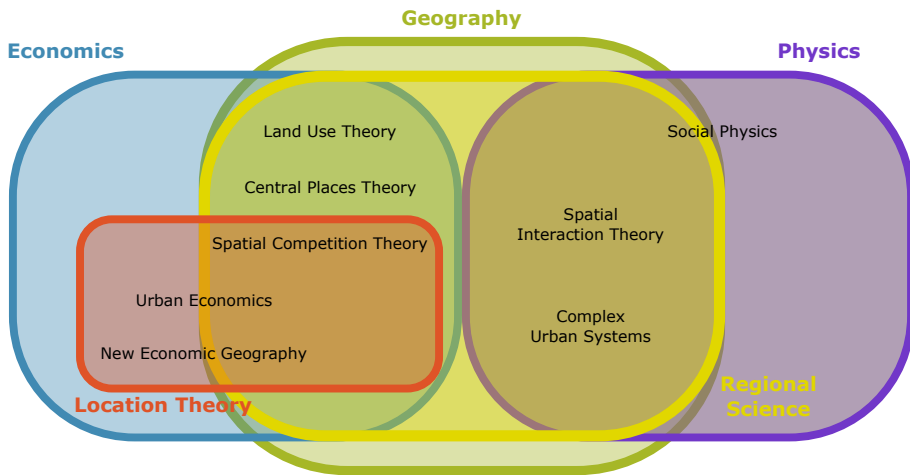 Geography
Economics
Physics
Land Use Theory
Social Physics
Central Places Theory
Spatial
Interaction Theory
Spatial Competition Theory
Urban Economics
Complex
Urban Systems
New Economic Geography
Location Theory
Regional
Science